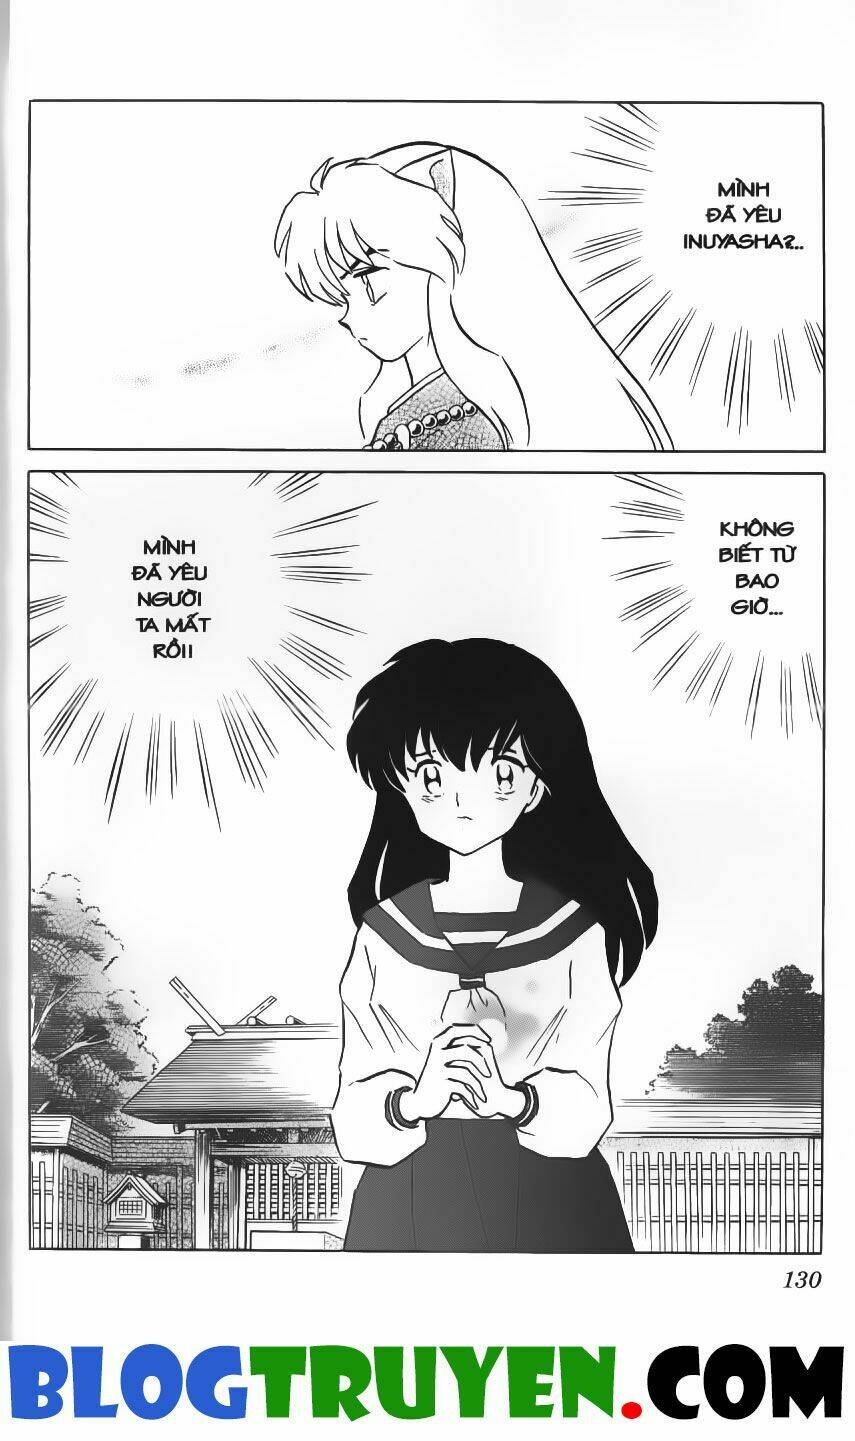 MÌNH
ĐÃ YÊU
INUYASHA?..
KHÔNG
BIẾT TỪ
BAO
GIỜ...
MÌNH
ĐÃ YÊU
NGƯỜI
TA MẤT
RỒI!
130
BLOGTRUYEN.COM